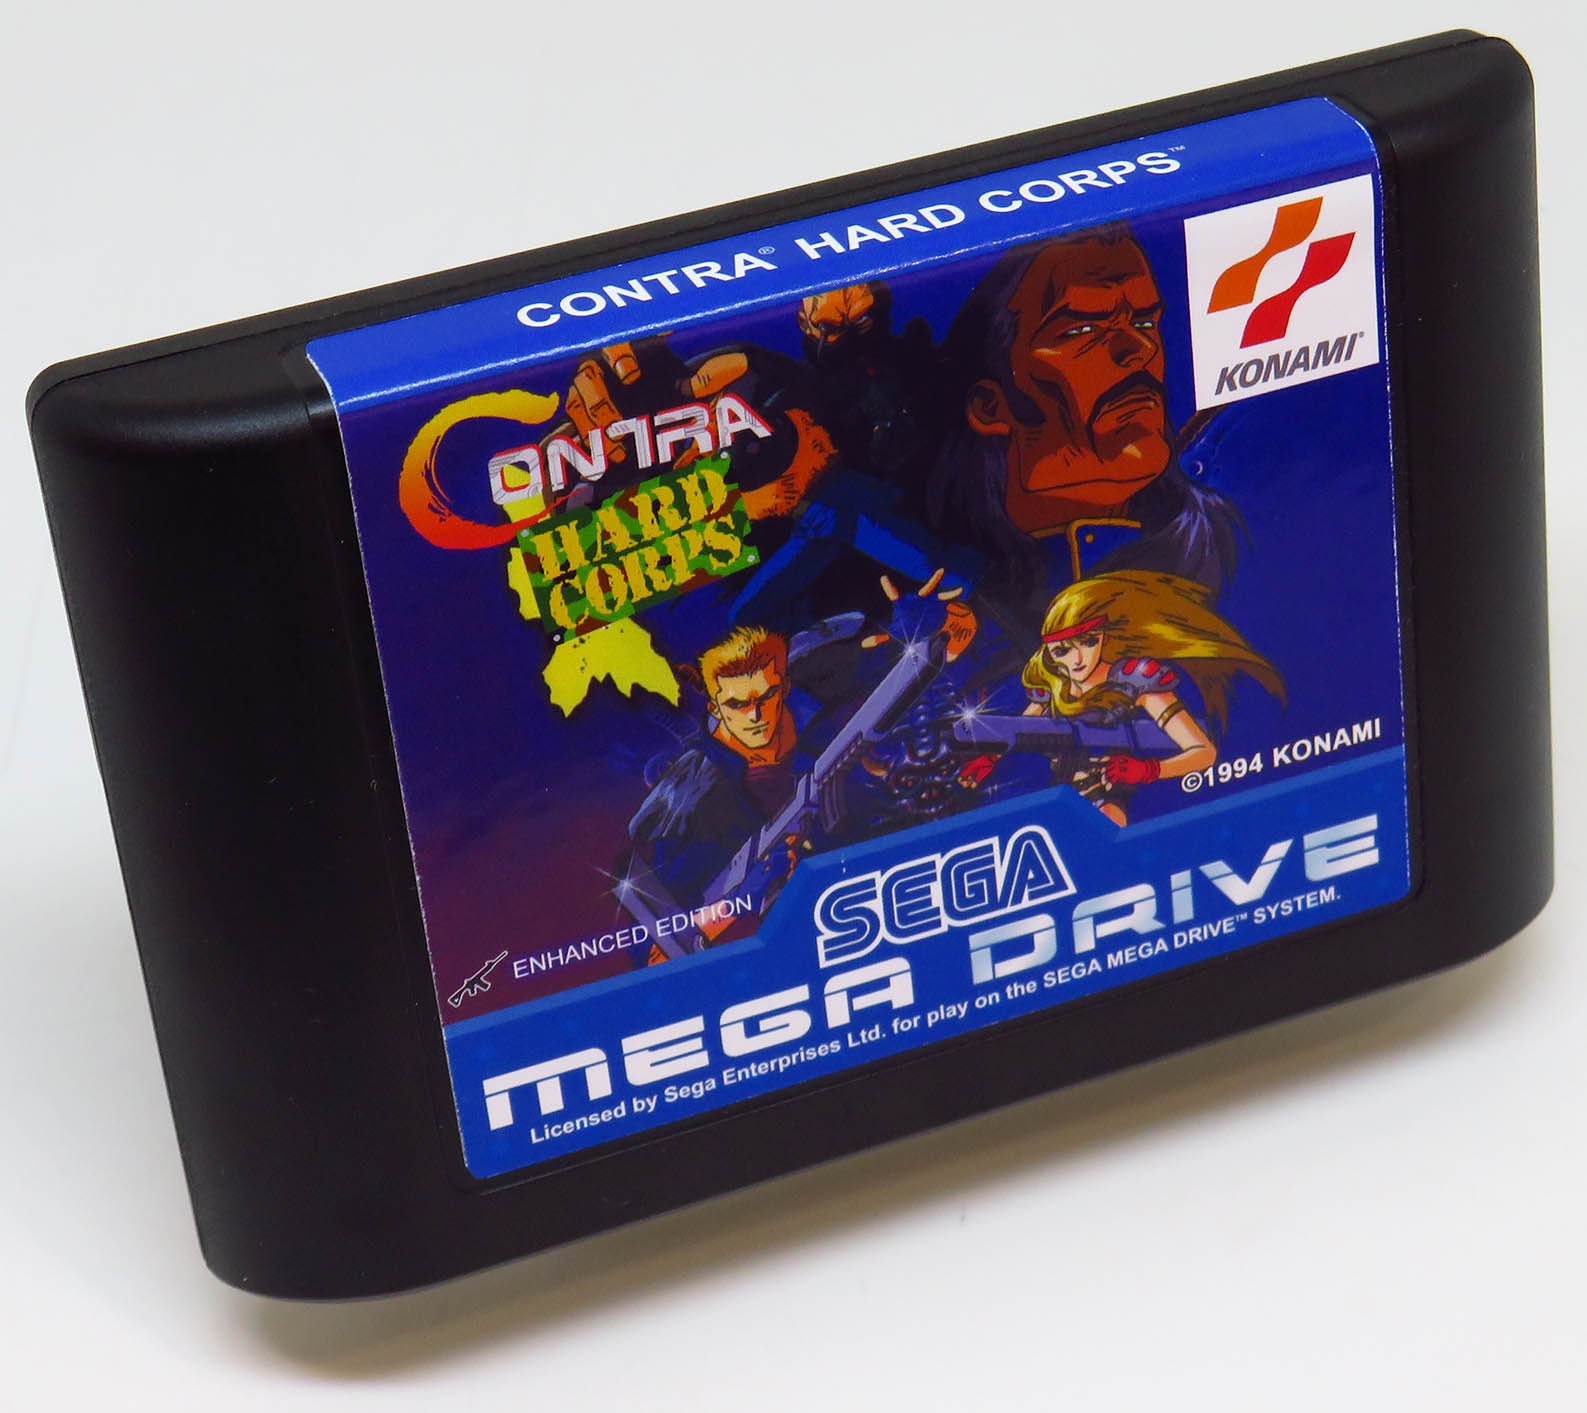 CONTRA® HARD CORPS™
KONAMI®
CONTRA
HARD
CORPS
©1994 KONAMI
ENHANCED EDITION
SEGA
MEGA DRIVE
Licensed by Sega Enterprises Ltd. for play on the SEGA MEGA DRIVE™ SYSTEM.